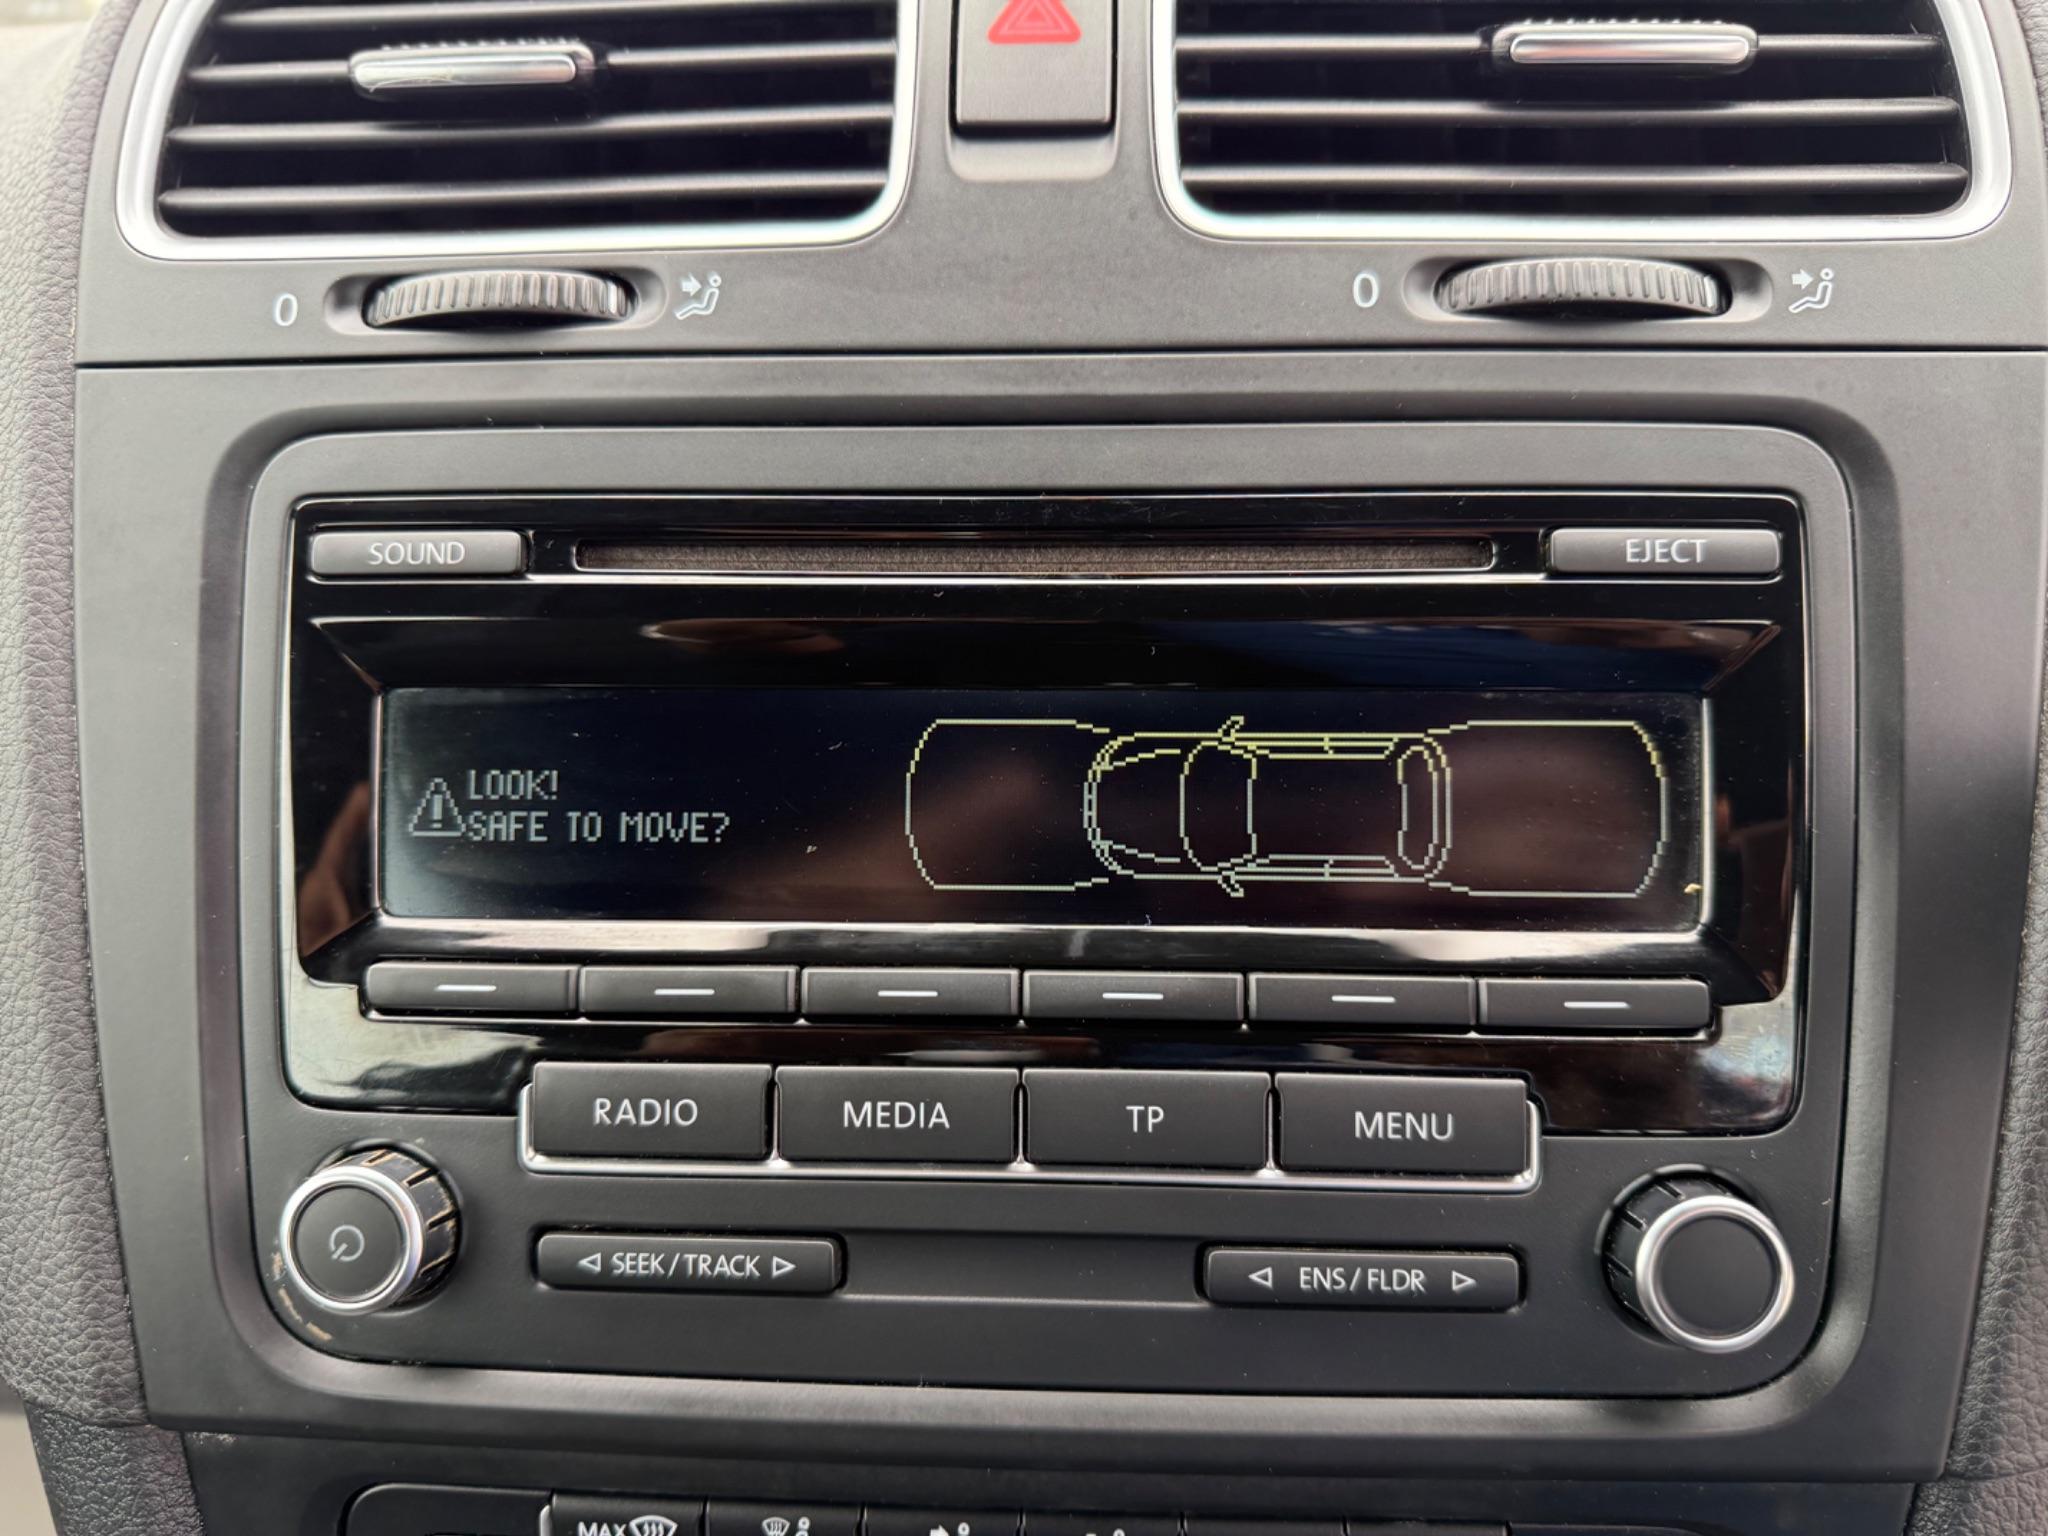 0
0
SOUND
EJECT
LOOK!
SAFE TO MOVE?
RADIO
MEDIA
TP
MENU
SEEK / TRACK
ENS / FLDR
MAX